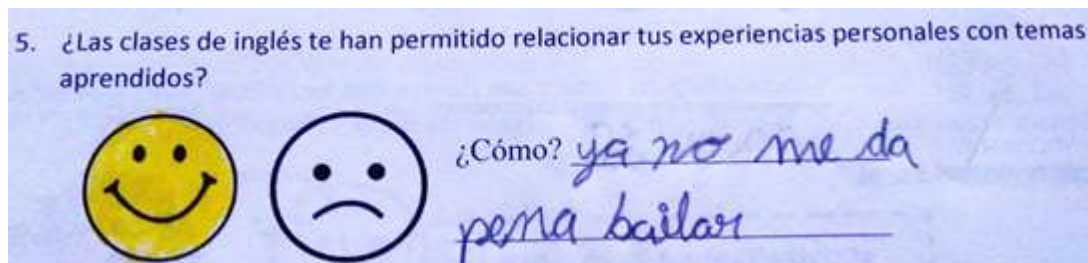 5. ¿Las clases de inglés te han permitido relacionar tus experiencias personales con temas
aprendidos?
¿Cómo? ya no me da
pena bailar